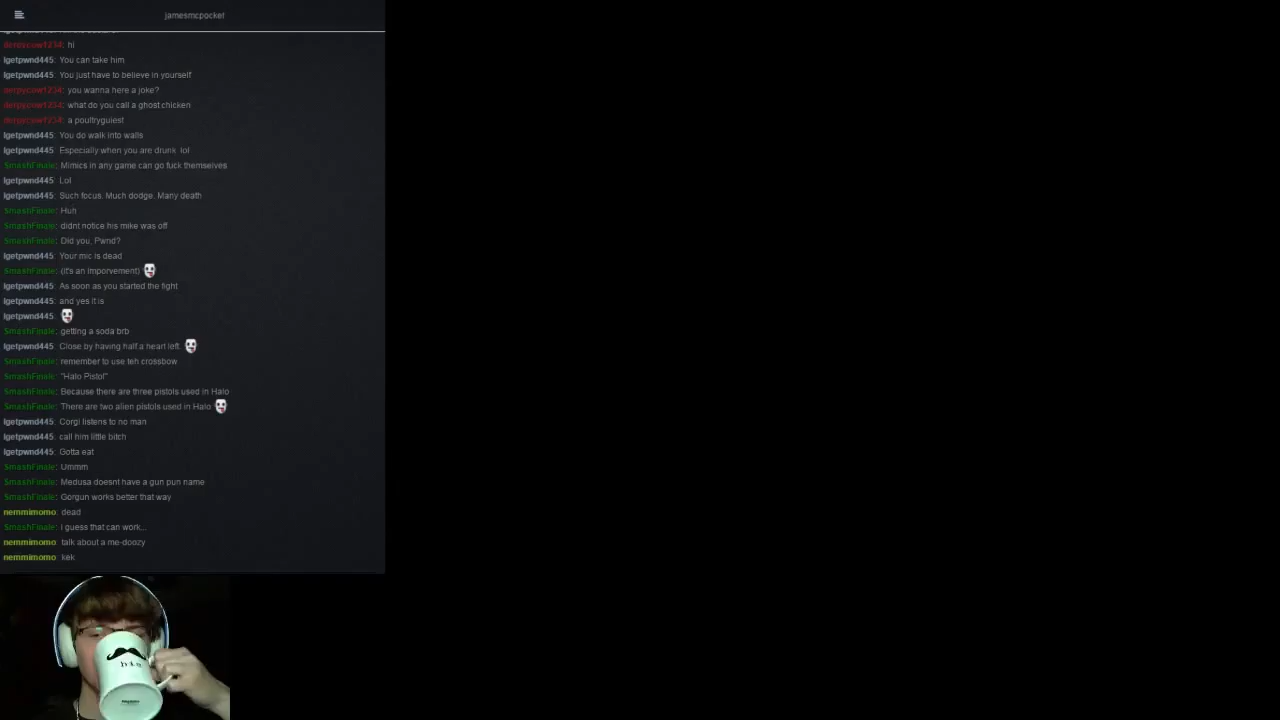 jamesmcpockel
derpycow1234: hi
Igetpwnd445: You can take him
Igetpwnd445: You just have to believe in yourself
derpycow1234: you wanna here a joke?
derpycow1234: what do you call a ghost chicken
derpycow1234: a poultryguiest
Igetpwnd445: You do walk into walls
Igetpwnd445: Especially when you are drunk lol
SmashFinale: Mimics in any game can go fuck themselves
Igetpwnd445: Lol
Igetpwnd445: Such focus. Much dodge. Many death
SmashFinale: Huh
SmashFinale: didnt notice his mike was off
SmashFinale: Did you, Pwnd?
Igetpwnd445: Your mic is dead
SmashFinale: (it's an imporvement)
Igetpwnd445: As soon as you started the fight
Igetpwnd445: and yes it is
Igetpwnd445:
SmashFinale: getting a soda brb
Igetpwnd445: Close by having half a heart left.
SmashFinale: remember to use teh crossbow
SmashFinale: "Halo Pistol"
SmashFinale: Because there are three pistols used in Halo
SmashFinale: There are two alien pistols used in Halo
Igetpwnd445: Corgi listens to no man
Igetpwnd445: call him little bitch
Igetpwnd445: Gotta eat
SmashFinale: Ummm
SmashFinale: Medusa doesnt have a gun pun name
SmashFinale: Gorgun works better that way
nemmimomo: dead
SmashFinale: i guess that can work...
nemmimomo: talk about a me-doozy
nemmimomo: kek